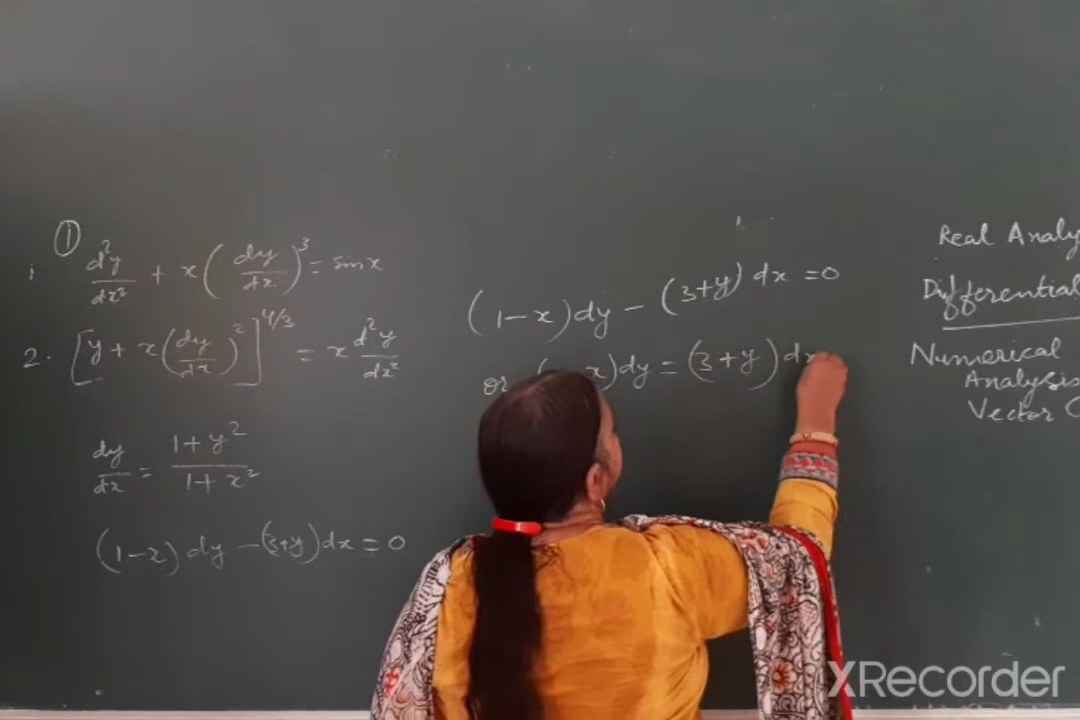 ①
1 d²y/dx² + x(dy/dx)³ = sinx
2. [y + x(dy/dx)²]^4/3 = x d²y/dx²
dy/dx = 1+y²/1+x²
(1-x) dy - (3+y) dx = 0
(1-x) dy - (3+y) dx = 0
or x) dy = (3+y) dx
Real Analy
Differential
Numerical
Analysis
Vector C
XRecorder